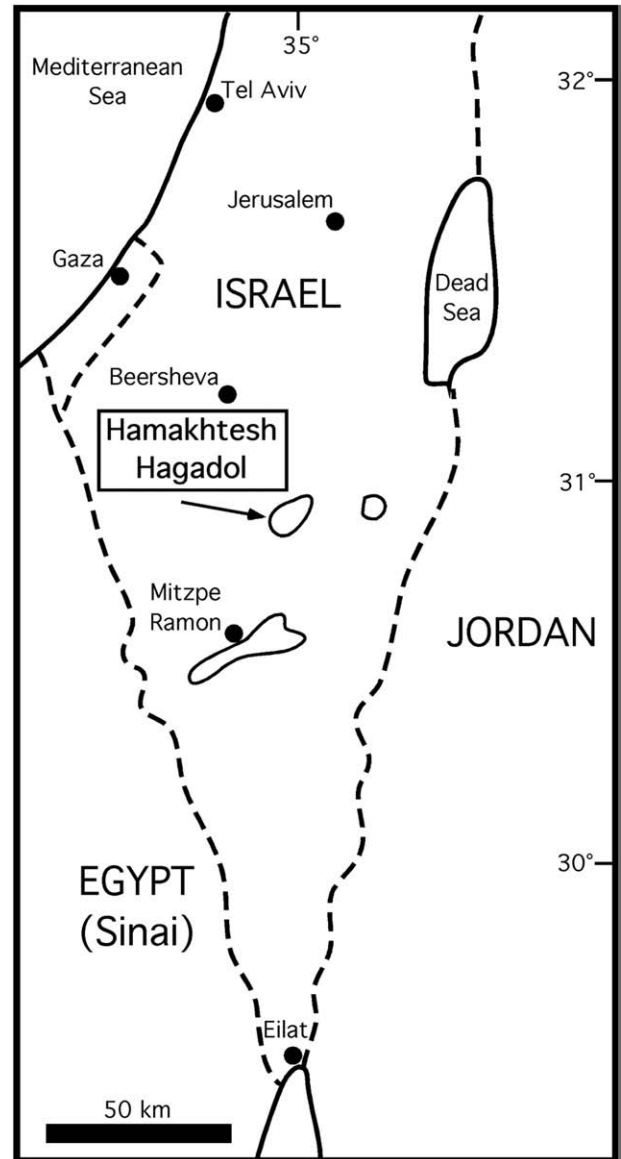 35°
Mediterranean
Sea
32°
Tel Aviv
Jerusalem
Gaza
ISRAEL
Dead
Sea
Beersheva
Hamakhtesh
Hagadol
31°
Mitzpe
Ramon
JORDAN
30°
EGYPT
(Sinai)
Eilat
50 km